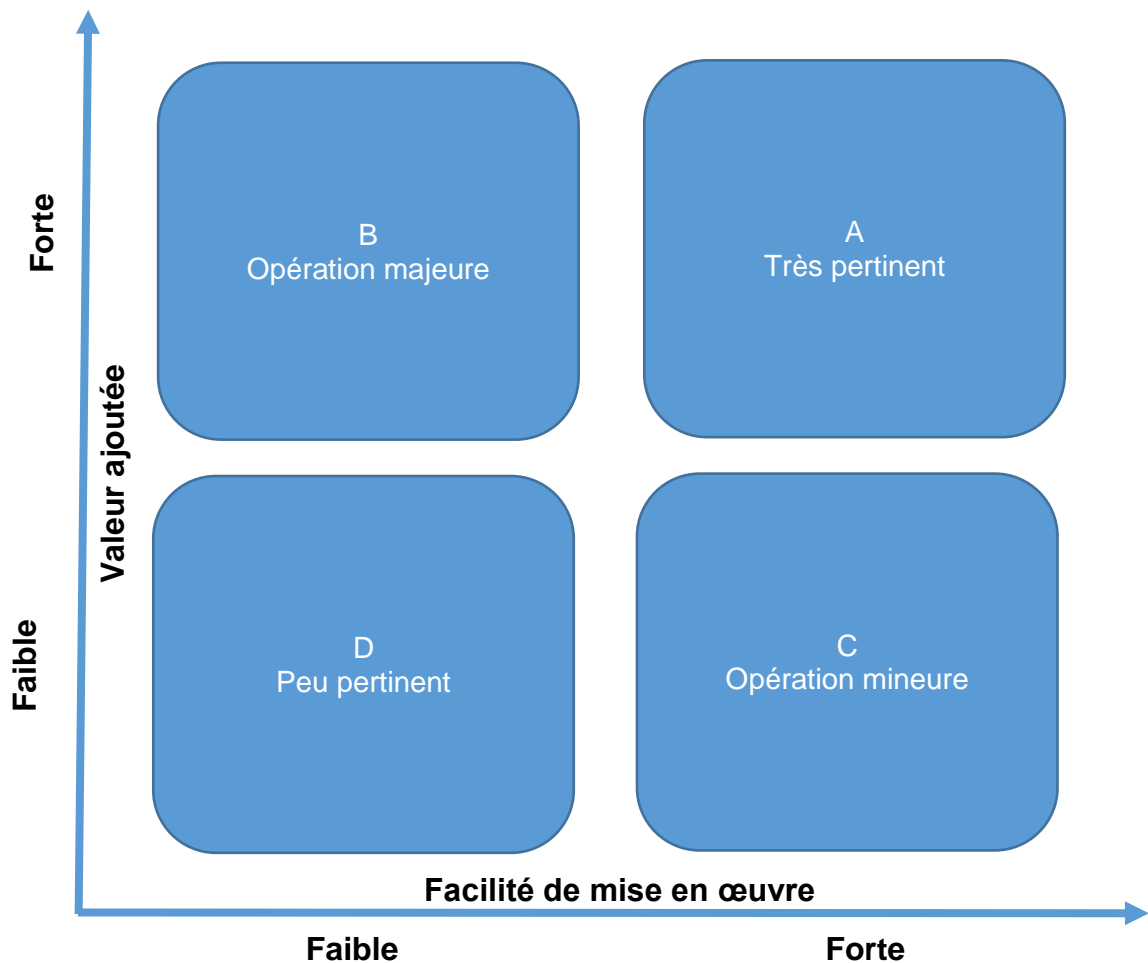 Forte
Valeur ajoutée
Faible
B
Opération majeure
A
Très pertinent
D
Peu pertinent
C
Opération mineure
Facilité de mise en œuvre
Faible
Forte